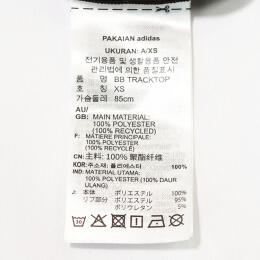 PAKAIAN adidas
UKURAN: A/XS
전기용품 및 생활용품 안전
관리법에 의한 품질표시
품 명 BB TRACKTOP
호 칭 XS
가슴둘레 85cm
AU/
GB: MAIN MATERIAL:
100% POLYESTER
(100% RECYCLED)
F: MATIERE PRINCIPALE:
100% POLYESTER
(100% RECYCLE)
CN: 主料: 100% 聚酯纤维
KOR: 주소재: 폴리에스터 100%
IND: MATERIAL UTAMA:
100% POLYESTER (100% DAUR
ULANG)
J: 本体 ポリエステル 100%
リブ部分 ポリエステル 95%
ポリウレタン 5%
30